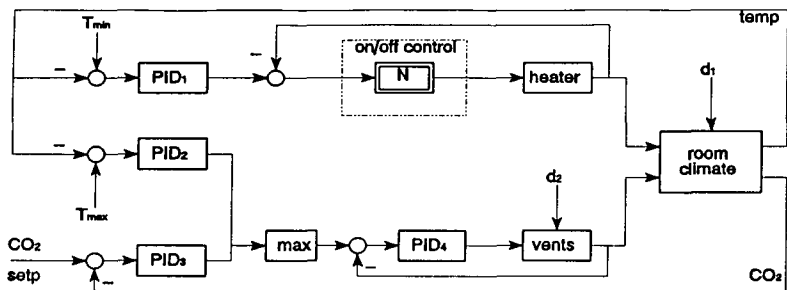 temp
Tmin
on/off control
PID₁
N
heater
d₁
PID₂
room
climate
d₂
Tmax
CO₂
PID₃
max
PID₄
vents
setp
CO₂